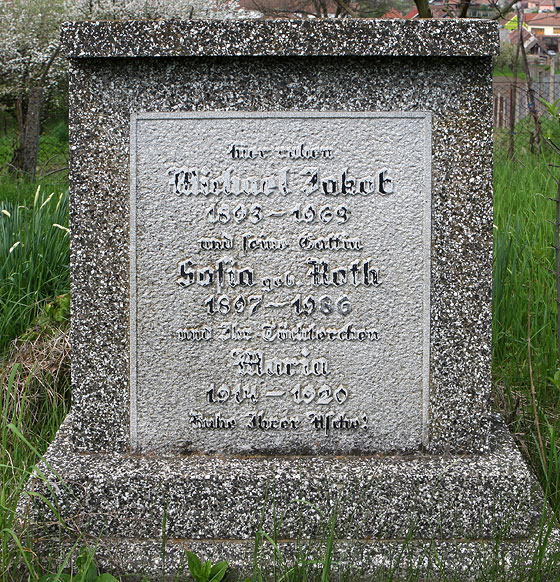 hier ruhen
Michael Jakob
1893 – 1969
und seine Gattin
Sofia geb. Roth
1897 – 1986
und Ihr Töchterchen
Maria
1914 – 1920
Ruhe Ihrer Asche!